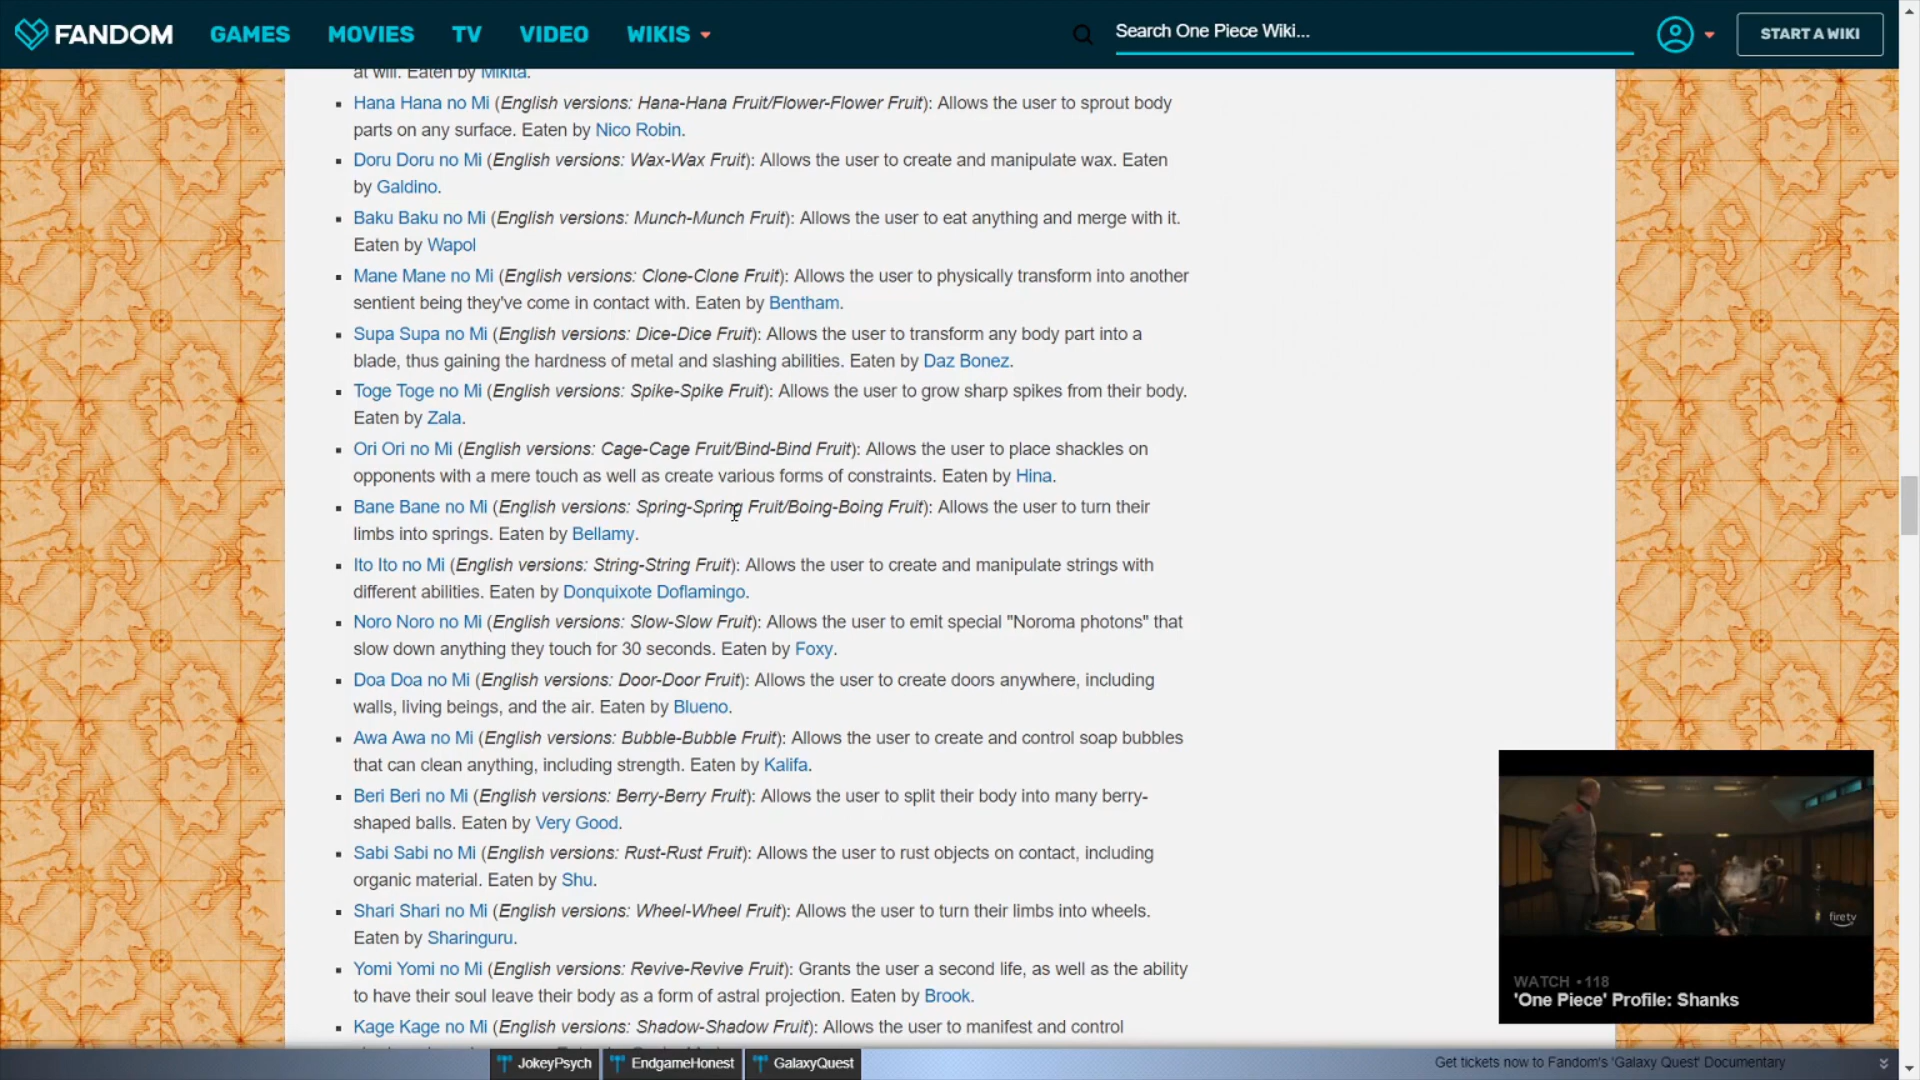 FANDOM GAMES MOVIES TV VIDEO WIKIS Search One Piece Wiki... START A WIKI
at will. Eaten by Mikita.
Hana Hana no Mi (English versions: Hana-Hana Fruit/Flower-Flower Fruit): Allows the user to sprout body
parts on any surface. Eaten by Nico Robin.
Doru Doru no Mi (English versions: Wax-Wax Fruit): Allows the user to create and manipulate wax. Eaten
by Galdino.
Baku Baku no Mi (English versions: Munch-Munch Fruit): Allows the user to eat anything and merge with it.
Eaten by Wapol
Mane Mane no Mi (English versions: Clone-Clone Fruit): Allows the user to physically transform into another
sentient being they've come in contact with. Eaten by Bentham.
Supa Supa no Mi (English versions: Dice-Dice Fruit): Allows the user to transform any body part into a
blade, thus gaining the hardness of metal and slashing abilities. Eaten by Daz Bonez.
Toge Toge no Mi (English versions: Spike-Spike Fruit): Allows the user to grow sharp spikes from their body.
Eaten by Zala.
Ori Ori no Mi (English versions: Cage-Cage Fruit/Bind-Bind Fruit): Allows the user to place shackles on
opponents with a mere touch as well as create various forms of constraints. Eaten by Hina.
Bane Bane no Mi (English versions: Spring-Spring Fruit/Boing-Boing Fruit): Allows the user to turn their
limbs into springs. Eaten by Bellamy.
Ito Ito no Mi (English versions: String-String Fruit): Allows the user to create and manipulate strings with
different abilities. Eaten by Donquixote Doflamingo.
Noro Noro no Mi (English versions: Slow-Slow Fruit): Allows the user to emit special "Noroma photons" that
slow down anything they touch for 30 seconds. Eaten by Foxy.
Doa Doa no Mi (English versions: Door-Door Fruit): Allows the user to create doors anywhere, including
walls, living beings, and the air. Eaten by Blueno.
Awa Awa no Mi (English versions: Bubble-Bubble Fruit): Allows the user to create and control soap bubbles
that can clean anything, including strength. Eaten by Kalifa.
Beri Beri no Mi (English versions: Berry-Berry Fruit): Allows the user to split their body into many berry-
shaped balls. Eaten by Very Good.
Sabi Sabi no Mi (English versions: Rust-Rust Fruit): Allows the user to rust objects on contact, including
organic material. Eaten by Shu.
Shari Shari no Mi (English versions: Wheel-Wheel Fruit): Allows the user to turn their limbs into wheels.
Eaten by Sharinguru.
Yomi Yomi no Mi (English versions: Revive-Revive Fruit): Grants the user a second life, as well as the ability
to have their soul leave their body as a form of astral projection. Eaten by Brook.
Kage Kage no Mi (English versions: Shadow-Shadow Fruit): Allows the user to manifest and control
firetv
WATCH • 118
'One Piece' Profile: Shanks
JokeyPsych EndgameHonest GalaxyQuest Get tickets now to Fandom's 'Galaxy Quest' Documentary